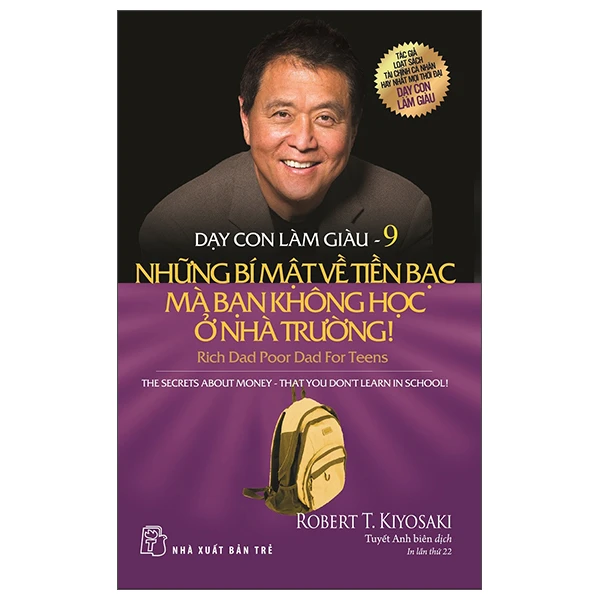 TÁC GIẢ
LOẠT SÁCH
TÀI CHÍNH CÁ NHÂN
HAY NHẤT MỌI THỜI ĐẠI
DẠY CON
LÀM GIÀU
DẠY CON LÀM GIÀU - 9
NHỮNG BÍ MẬT VỀ TIỀN BẠC
MÀ BẠN KHÔNG HỌC
Ở NHÀ TRƯỜNG!
Rich Dad Poor Dad For Teens
THE SECRETS ABOUT MONEY - THAT YOU DON'T LEARN IN SCHOOL!
ROBERT T. KIYOSAKI
Tuyết Anh biên dịch
In lần thứ 22
NHÀ XUẤT BẢN TRẺ